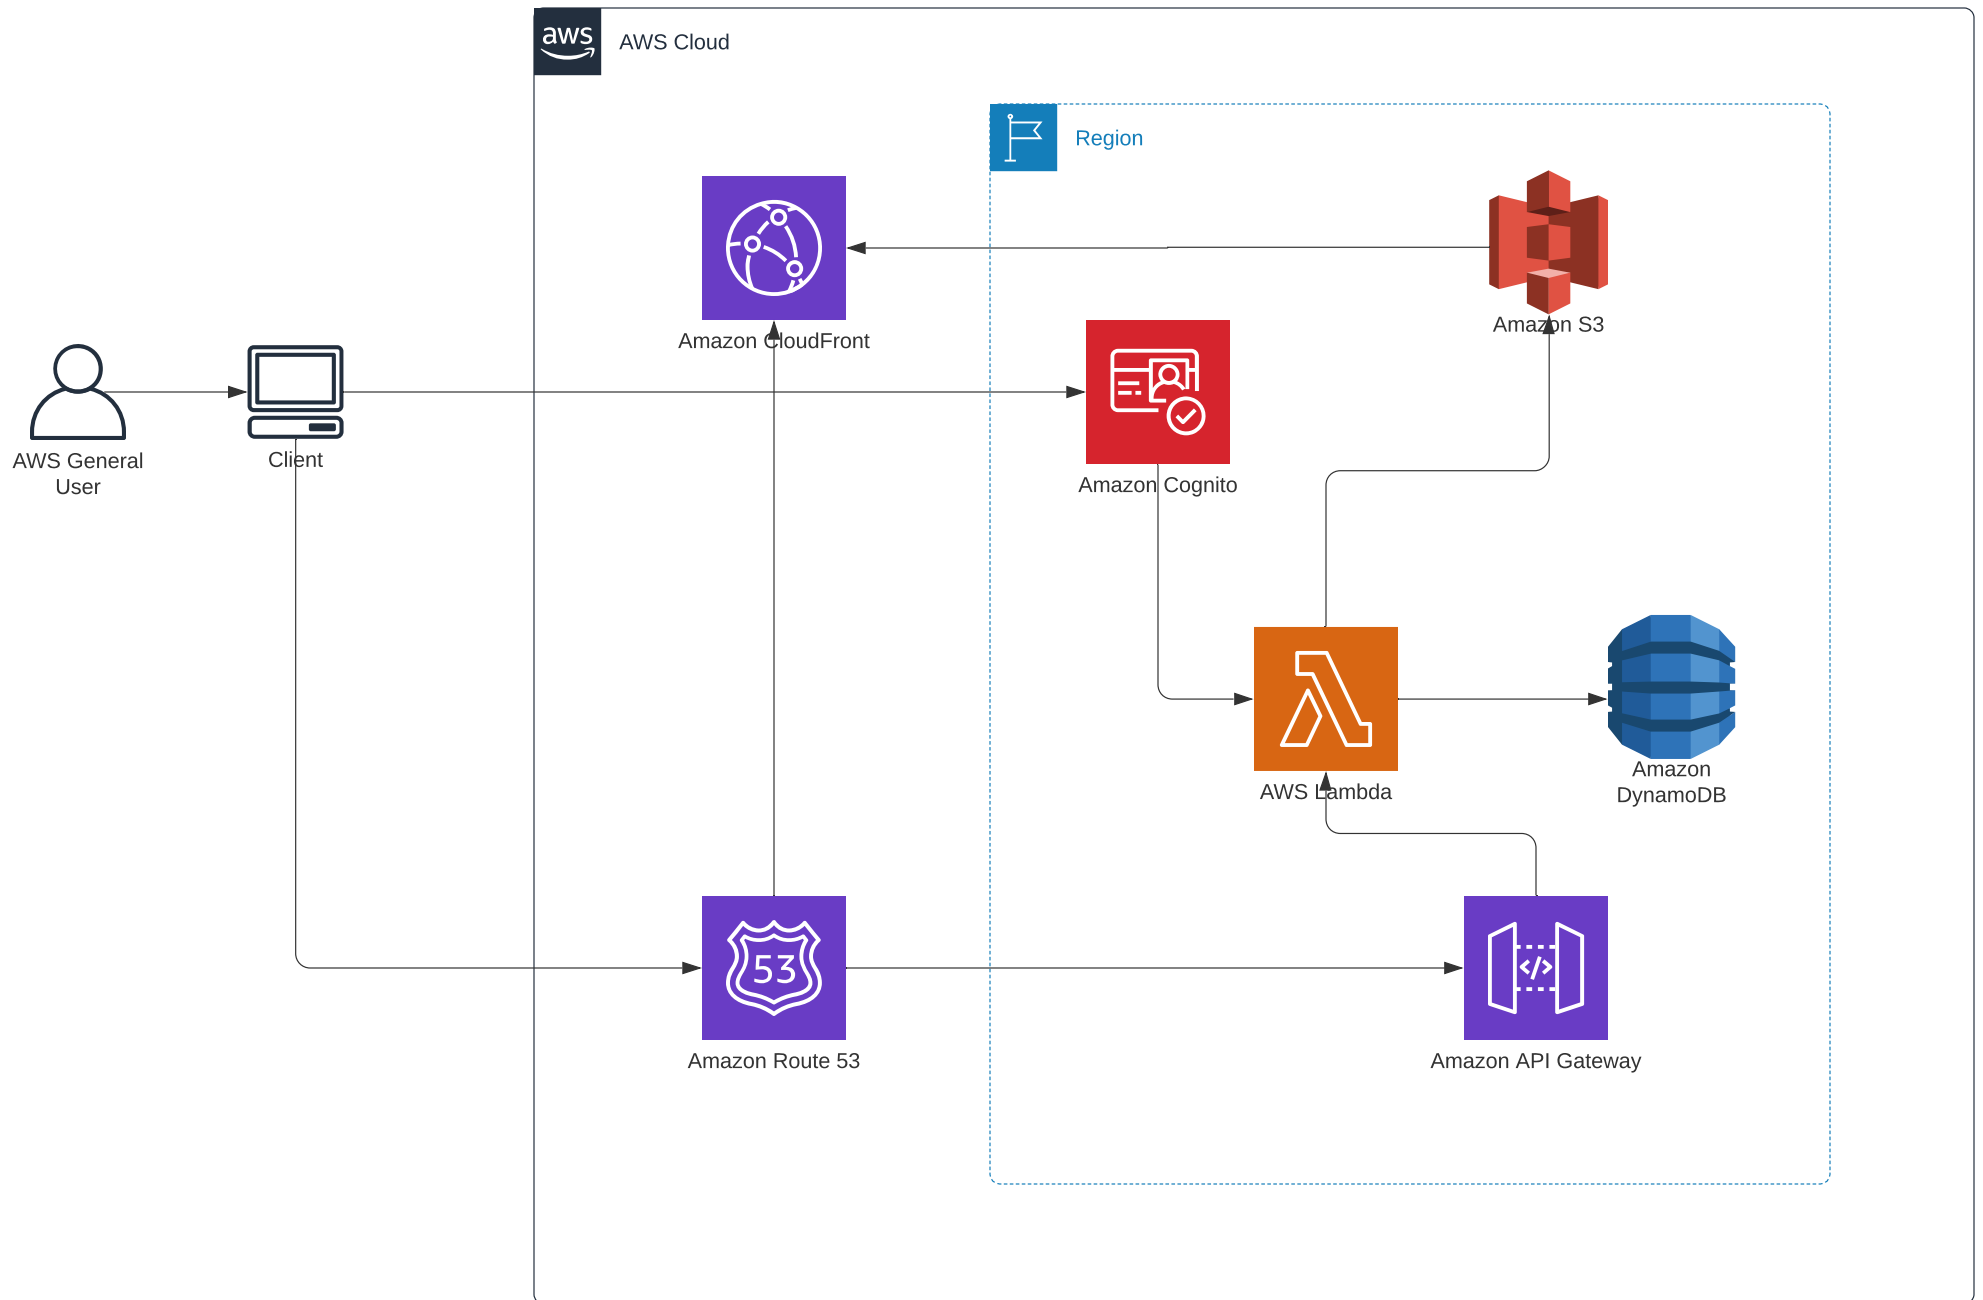 aws
AWS Cloud
Region
Amazon CloudFront
Amazon S3
AWS General
User
Client
Amazon Cognito
AWS Lambda
Amazon
DynamoDB
53
Amazon Route 53
</>
Amazon API Gateway